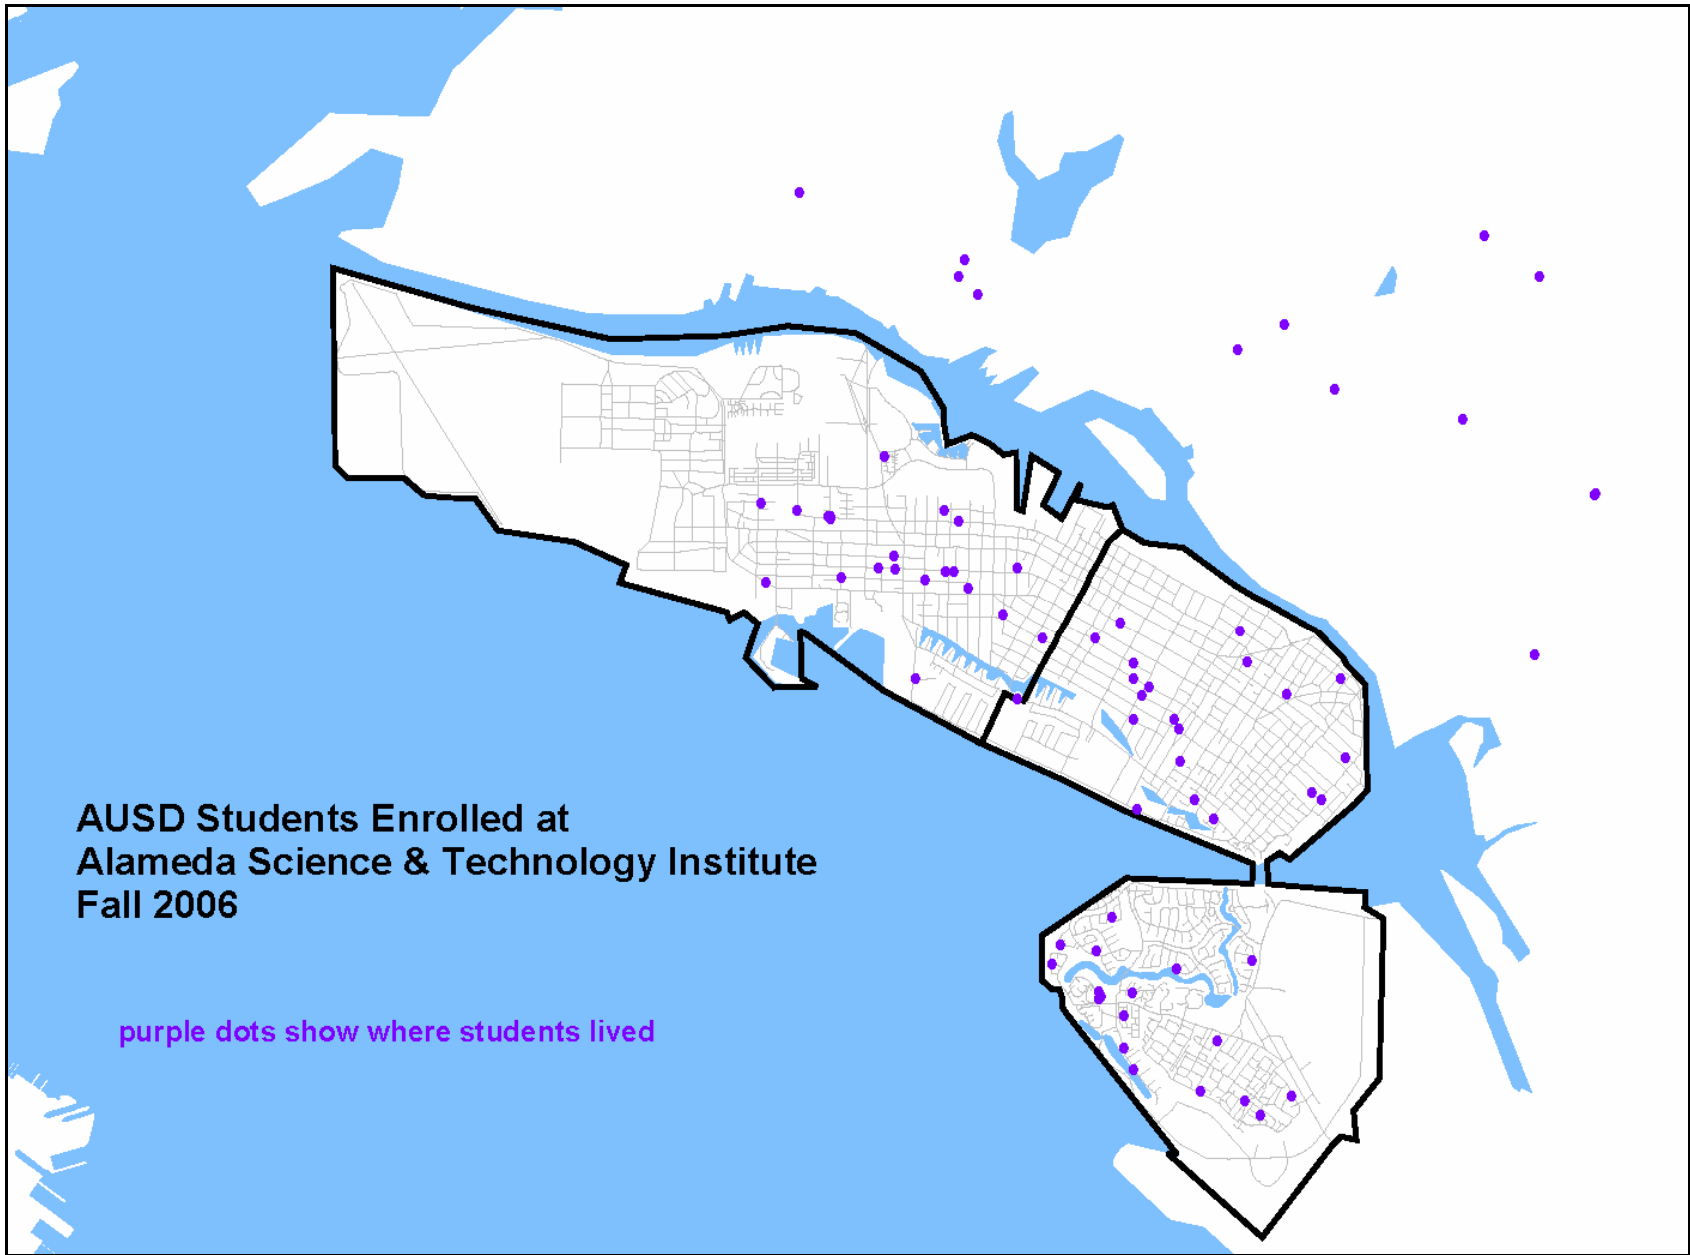 AUSD Students Enrolled at
Alameda Science & Technology Institute
Fall 2006
purple dots show where students lived